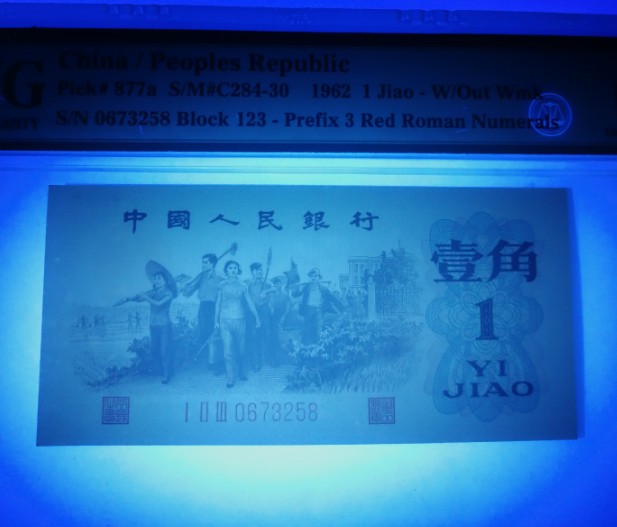 G
China / Peoples Republic
Pick# 877a S/M#C284-30 1962 1 Jiao - W/Out Wmk
S/N 0673258 Block 123 - Prefix 3 Red Roman Numerals
中國人民銀行
壹角
1
YI
JIAO
I II III 0673258